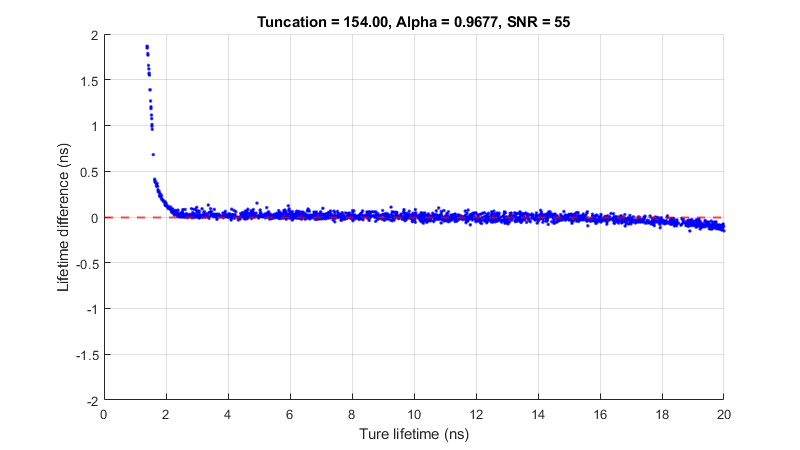 Tuncation = 154.00, Alpha = 0.9677, SNR = 55
2
1.5
1
0.5
0
-0.5
-1
-1.5
-2
Lifetime difference (ns)
0 2 4 6 8 10 12 14 16 18 20
Ture lifetime (ns)